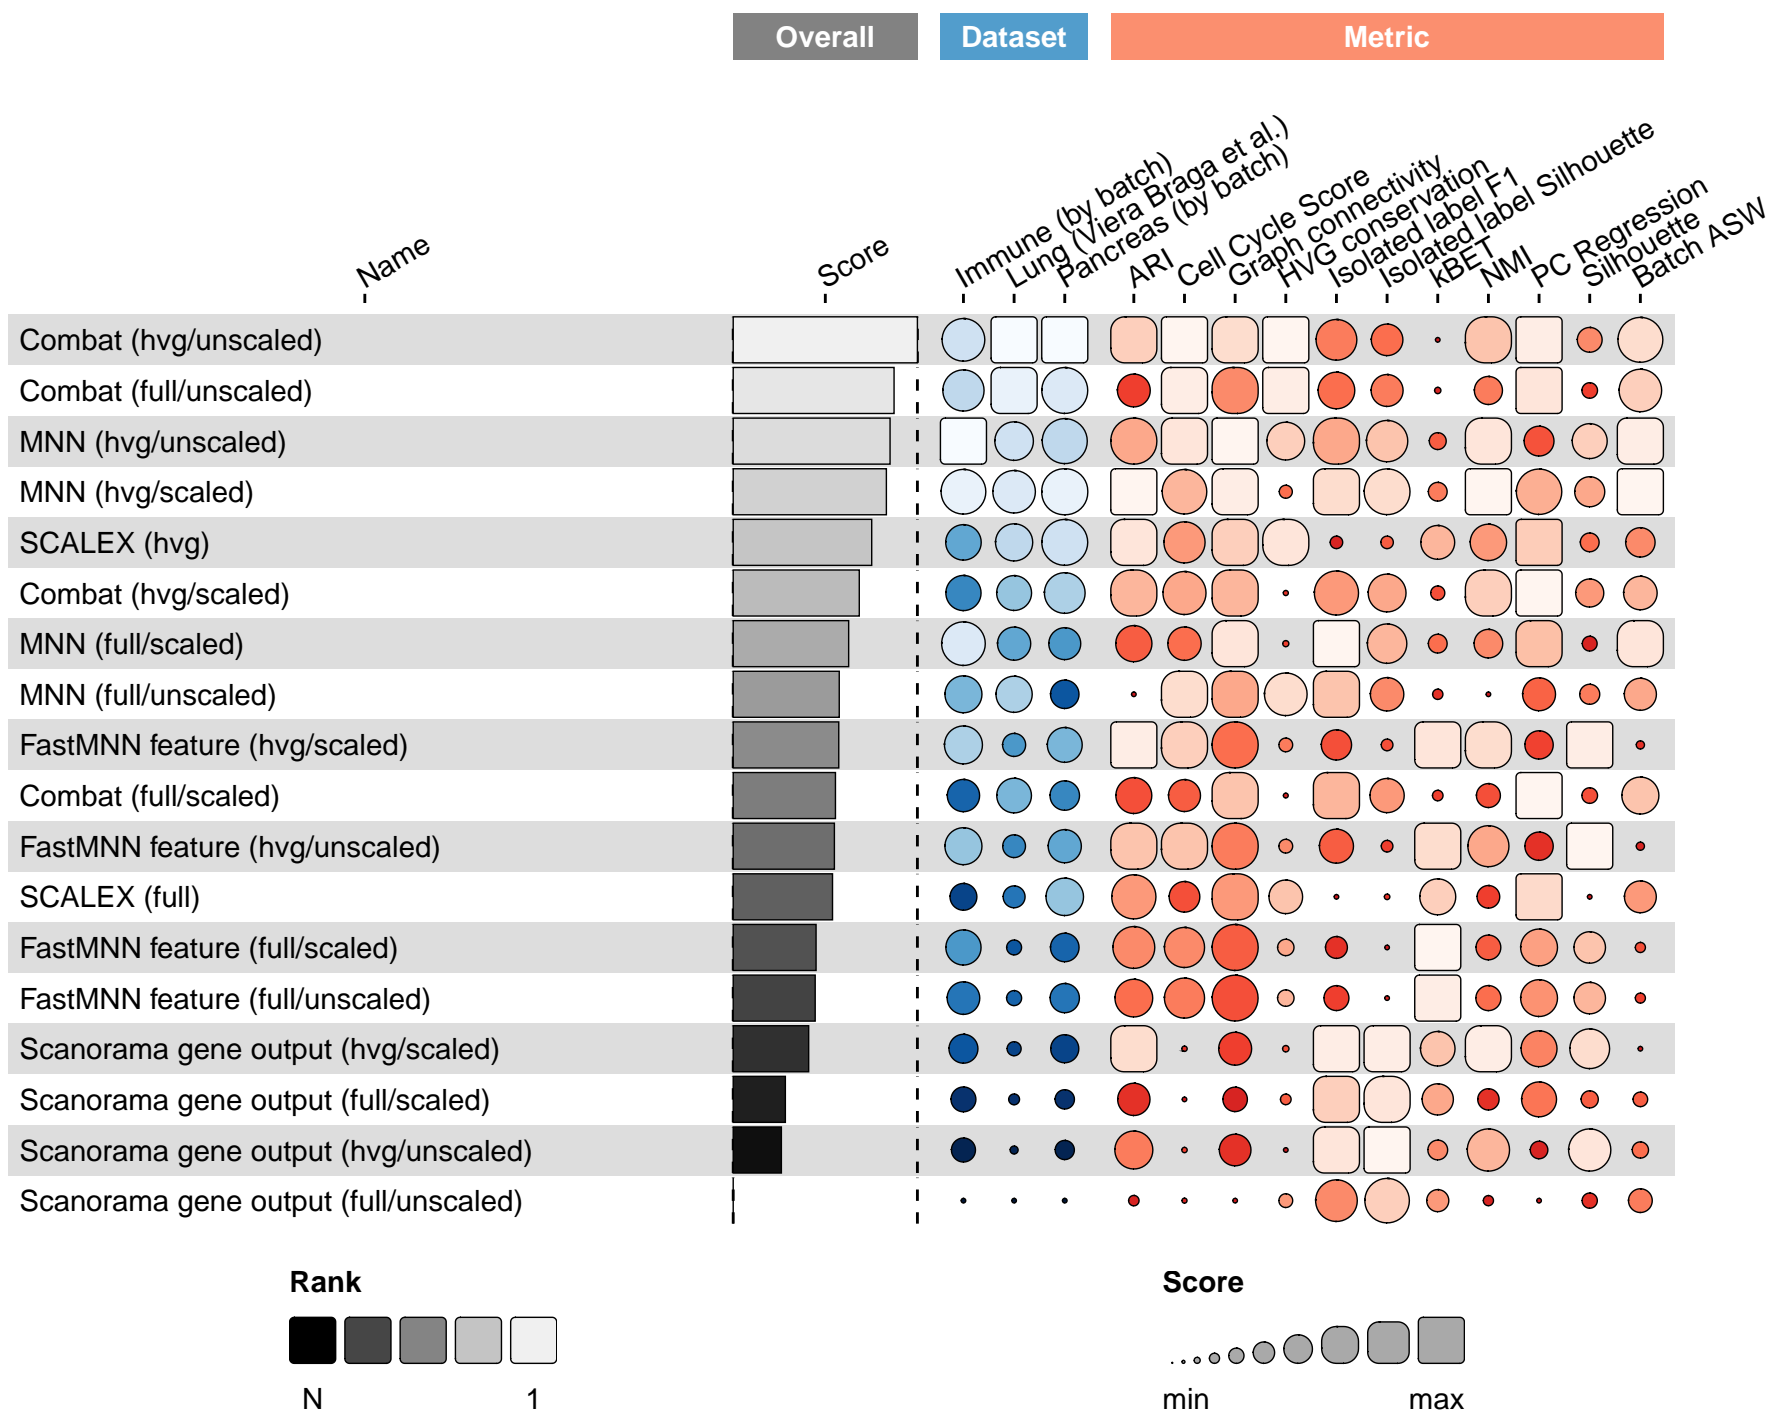 Overall Dataset Metric
Name Score Immune (by batch) Lung (Viera Braga et al.) Pancreas (by batch) ARI Cell Cycle Score Graph connectivity HVG conservation Isolated label F1 Isolated label Silhouette kBET NMI PC Regression Silhouette Batch ASW
Combat (hvg/unscaled)
Combat (full/unscaled)
MNN (hvg/unscaled)
MNN (hvg/scaled)
SCALEX (hvg)
Combat (hvg/scaled)
MNN (full/scaled)
MNN (full/unscaled)
FastMNN feature (hvg/scaled)
Combat (full/scaled)
FastMNN feature (hvg/unscaled)
SCALEX (full)
FastMNN feature (full/scaled)
FastMNN feature (full/unscaled)
Scanorama gene output (hvg/scaled)
Scanorama gene output (full/scaled)
Scanorama gene output (hvg/unscaled)
Scanorama gene output (full/unscaled)
Rank
N 1
Score
min max